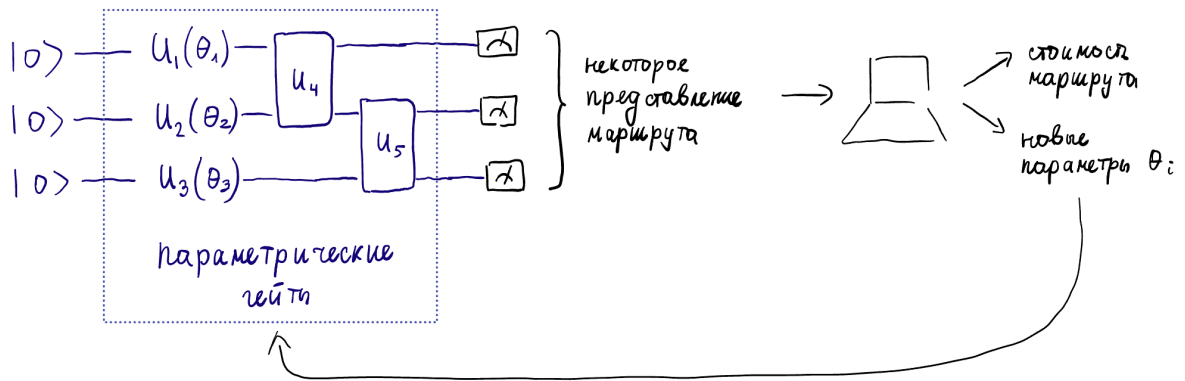 |0> U₁(θ₁)
U₄
|0> U₂(θ₂)
U₅
|0> U₃(θ₃)
параметрические
гейты
некоторое
представление
маршрута
стоимость
маршрута
новые
параметры θᵢ